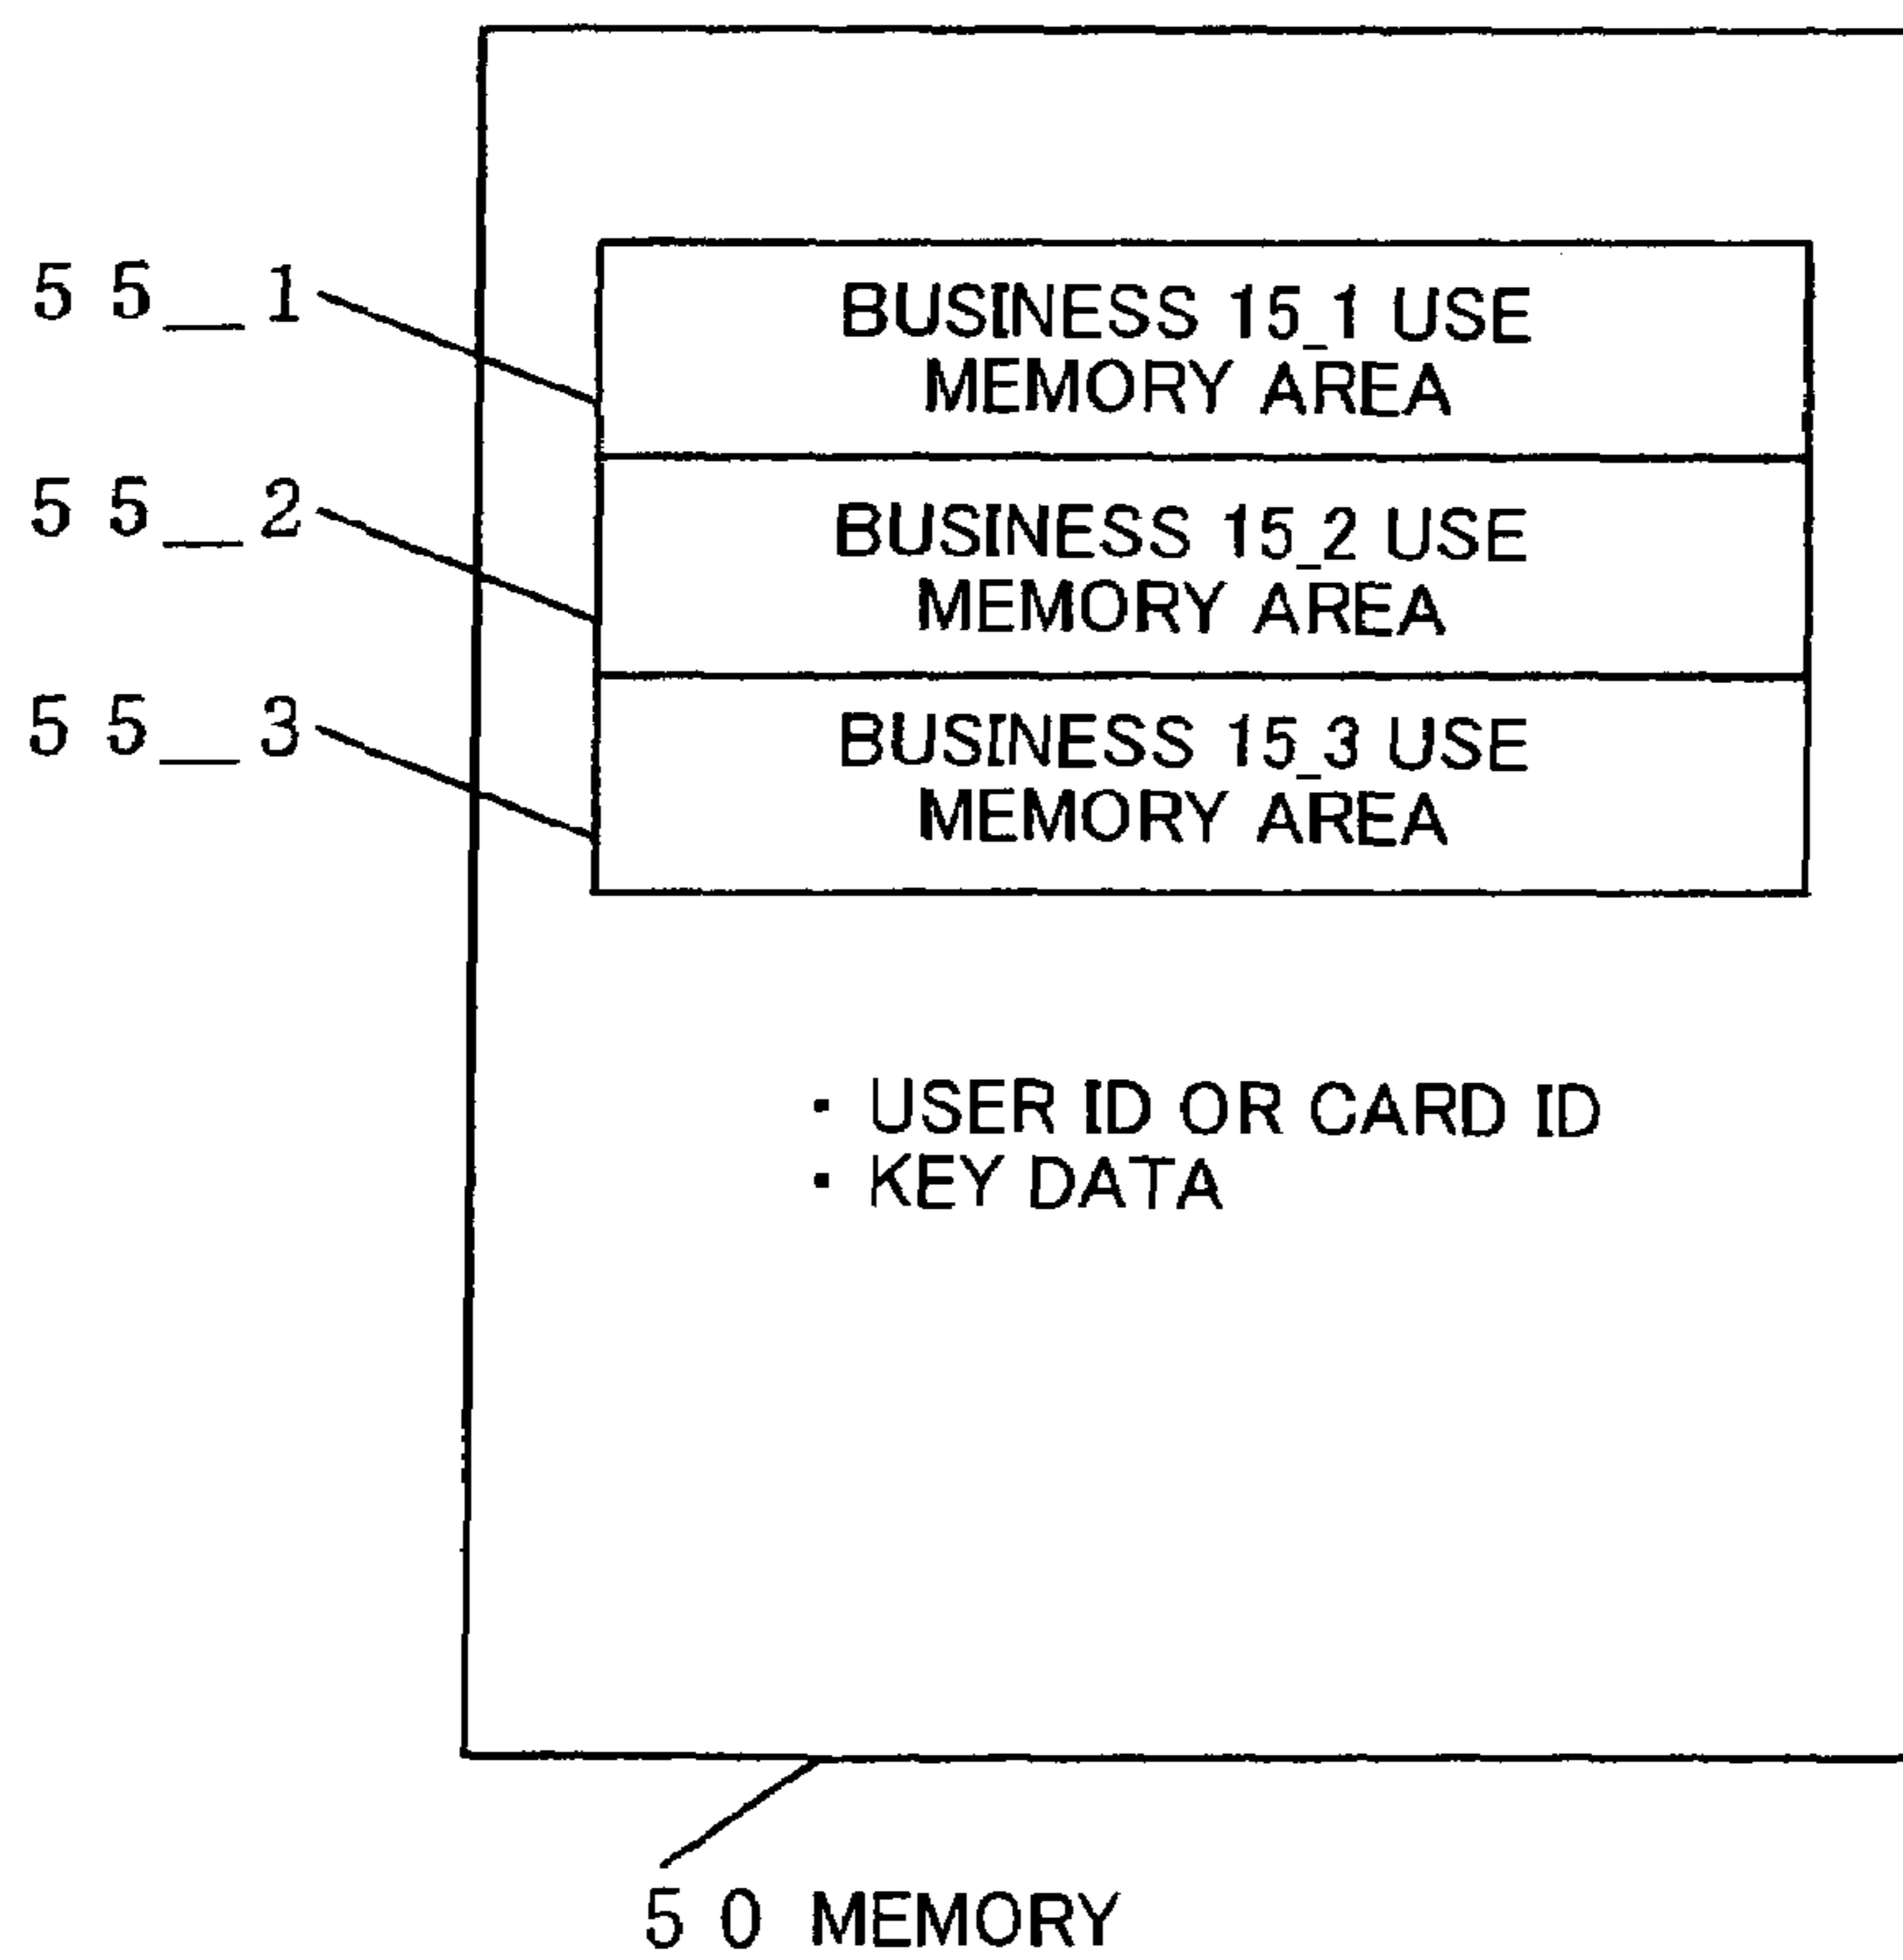 55_1
BUSINESS 15_1 USE
MEMORY AREA
55_2
BUSINESS 15_2 USE
MEMORY AREA
55_3
BUSINESS 15_3 USE
MEMORY AREA
・USER ID OR CARD ID
・KEY DATA
50 MEMORY